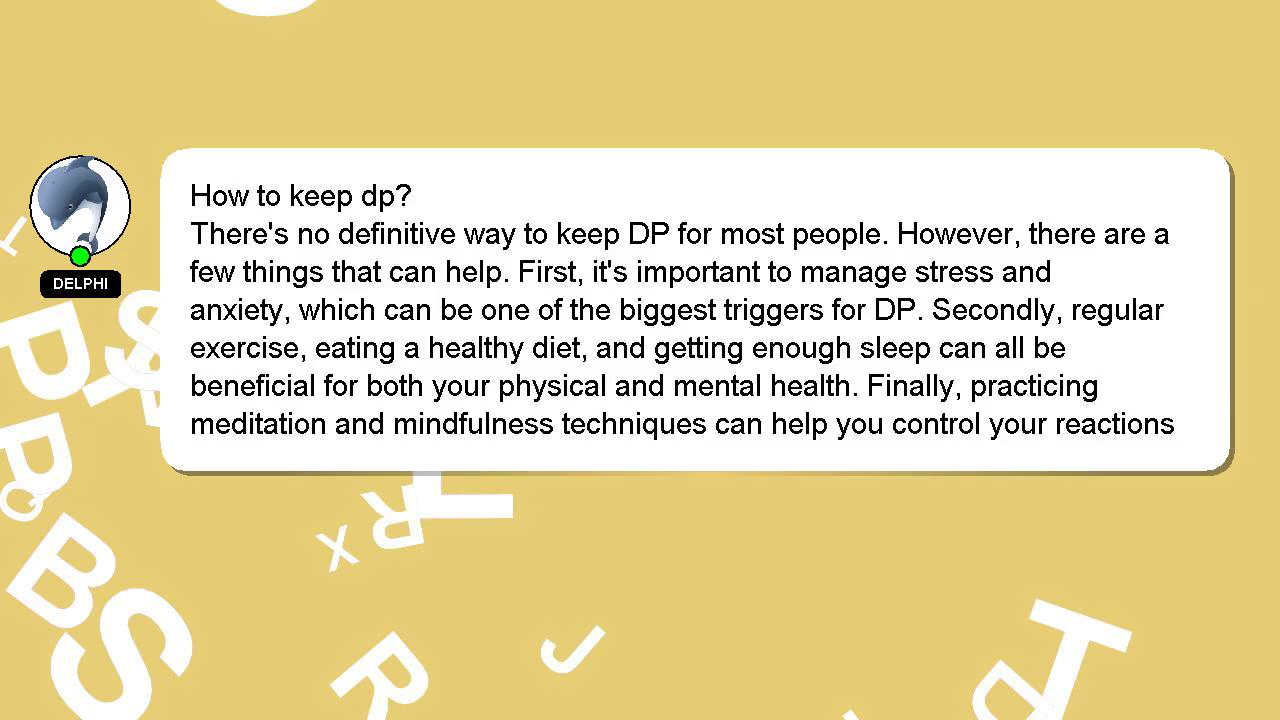 How to keep dp?
There's no definitive way to keep DP for most people. However, there are a
few things that can help. First, it's important to manage stress and
anxiety, which can be one of the biggest triggers for DP. Secondly, regular
exercise, eating a healthy diet, and getting enough sleep can all be
beneficial for both your physical and mental health. Finally, practicing
meditation and mindfulness techniques can help you control your reactions
DELPHI